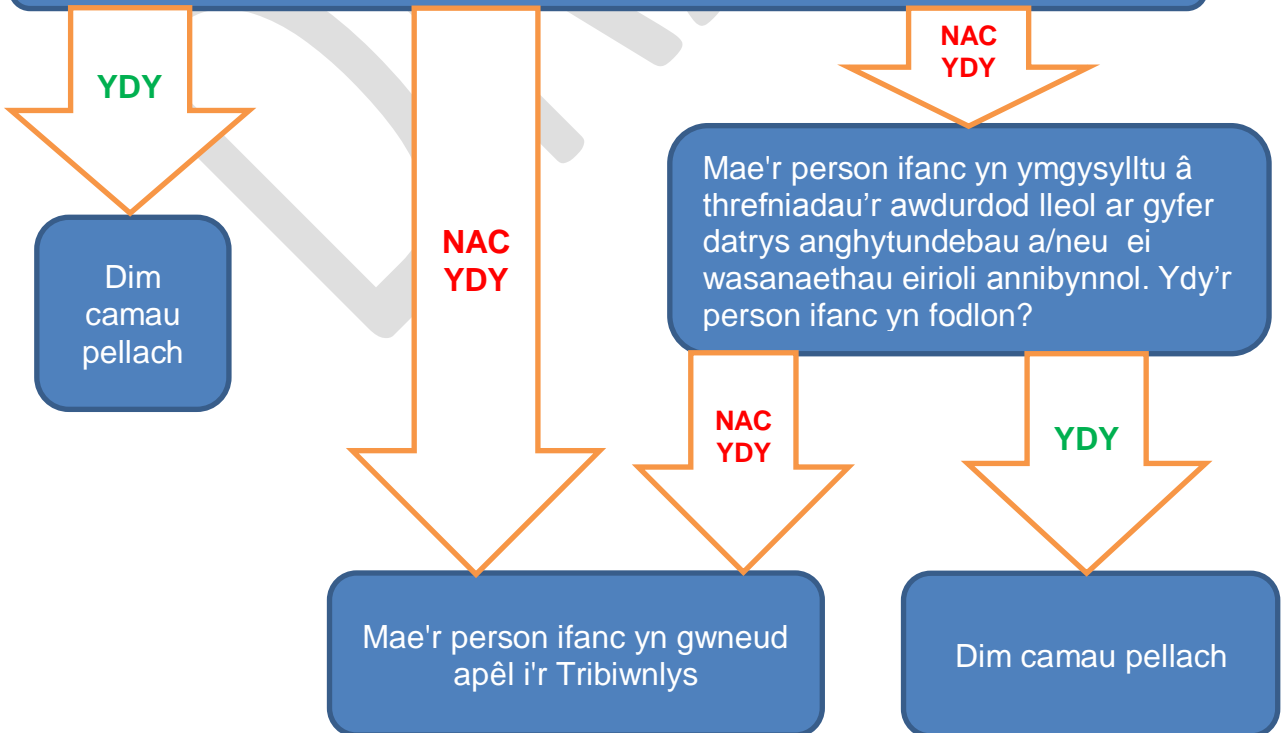 YDY
NAC
YDY
NAC
YDY
Dim
camau
pellach
Mae'r person ifanc yn ymgysylltu â
threfniadau'r awdurdod lleol ar gyfer
datrys anghytundebau a/neu ei
wasanaethau eirioli annibynnol. Ydy'r
person ifanc yn fodlon?
NAC
YDY
YDY
Mae'r person ifanc yn gwneud
apêl i'r Tribiwnlys
Dim camau pellach